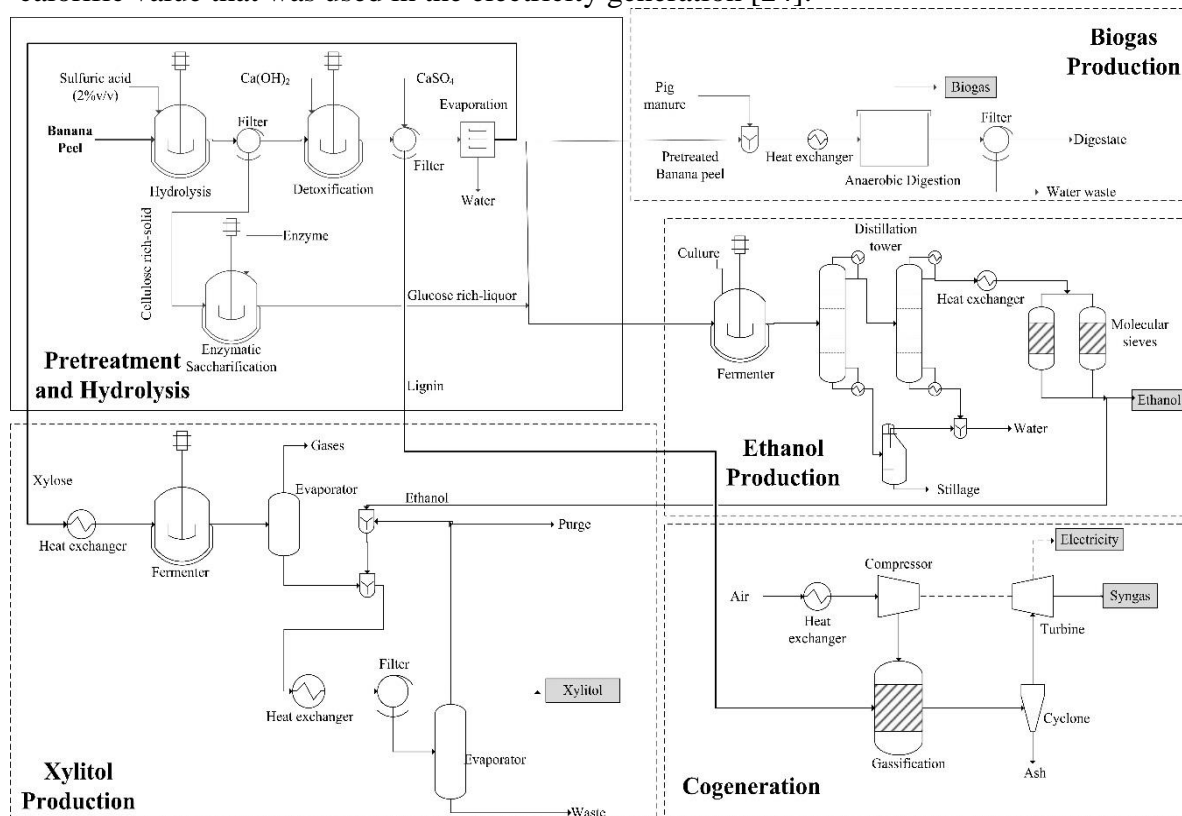 calorific value that was used in the electricity generation [24].
Biogas
Production
Sulfuric acid
(2%v/v)
Ca(OH)2
CaSO4
Evaporation
Banana
Peel
Filter
Filter
Hydrolysis
Detoxification
Water
Cellulose rich-solid
Enzyme
Glucose rich-liquor
Enzymatic
Saccharification
Pretreatment
and Hydrolysis
Lignin
Pig
manure
Biogas
Filter
Pretreated
Banana peel
Heat exchanger
Anaerobic Digestion
Digestate
Water waste
Culture
Distillation
tower
Heat exchanger
Molecular
sieves
Fermenter
Ethanol
Water
Stillage
Ethanol
Production
Xylose
Gases
Evaporator
Ethanol
Purge
Heat exchanger
Fermenter
Filter
Heat exchanger
Xylitol
Evaporator
Waste
Xylitol
Production
Electricity
Compressor
Air
Heat
exchanger
Syngas
Turbine
Cyclone
Gassification
Ash
Cogeneration